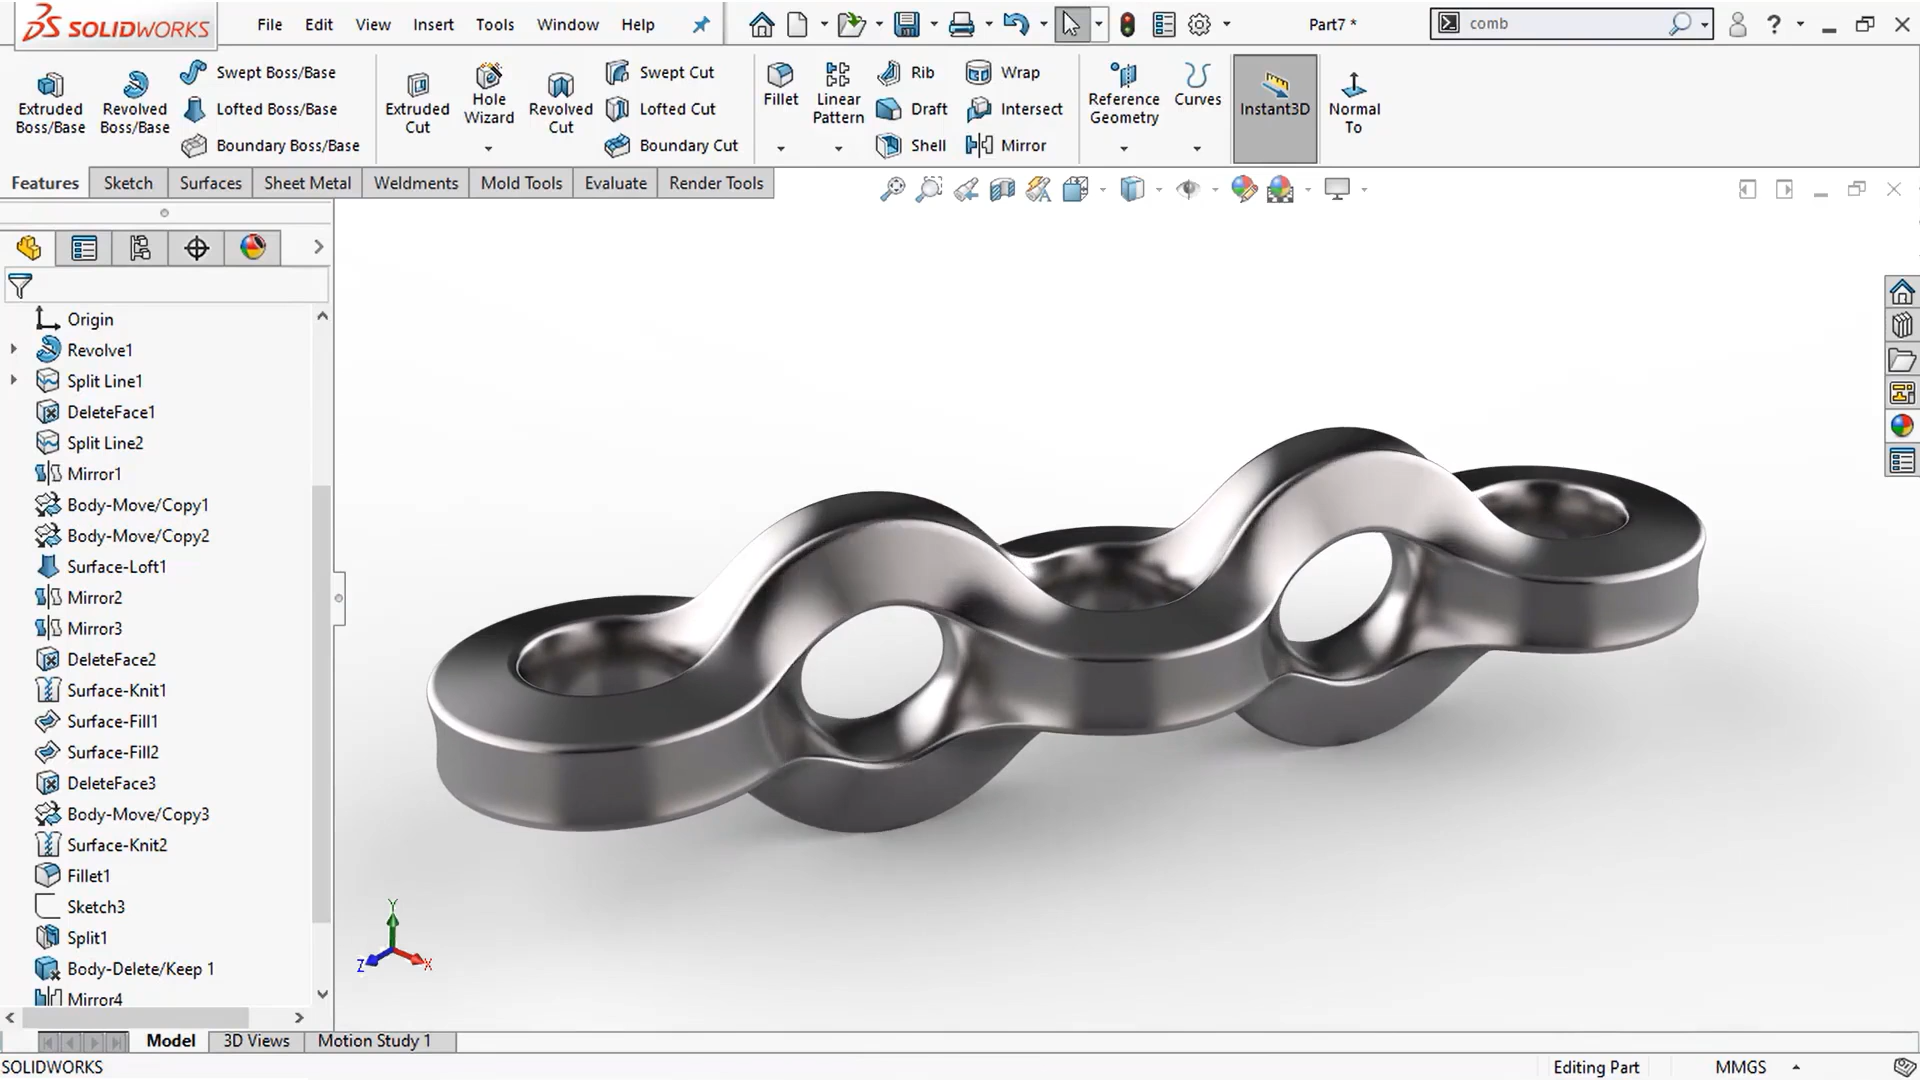 SOLIDWORKS
File Edit View Insert Tools Window Help
Part7 *
comb
Extruded Boss/Base
Revolved Boss/Base
Swept Boss/Base
Lofted Boss/Base
Boundary Boss/Base
Extruded Cut
Hole Wizard
Revolved Cut
Swept Cut
Lofted Cut
Boundary Cut
Fillet
Linear Pattern
Rib
Draft
Shell
Wrap
Intersect
Mirror
Reference Geometry
Curves
Instant3D
Normal To
Features Sketch Surfaces Sheet Metal Weldments Mold Tools Evaluate Render Tools
Origin
Revolve1
Split Line1
DeleteFace1
Split Line2
Mirror1
Body-Move/Copy1
Body-Move/Copy2
Surface-Loft1
Mirror2
Mirror3
DeleteFace2
Surface-Knit1
Surface-Fill1
Surface-Fill2
DeleteFace3
Body-Move/Copy3
Surface-Knit2
Fillet1
Sketch3
Split1
Body-Delete/Keep 1
Mirror4
Y
Z
X
Model 3D Views Motion Study 1
SOLIDWORKS
Editing Part
MMGS